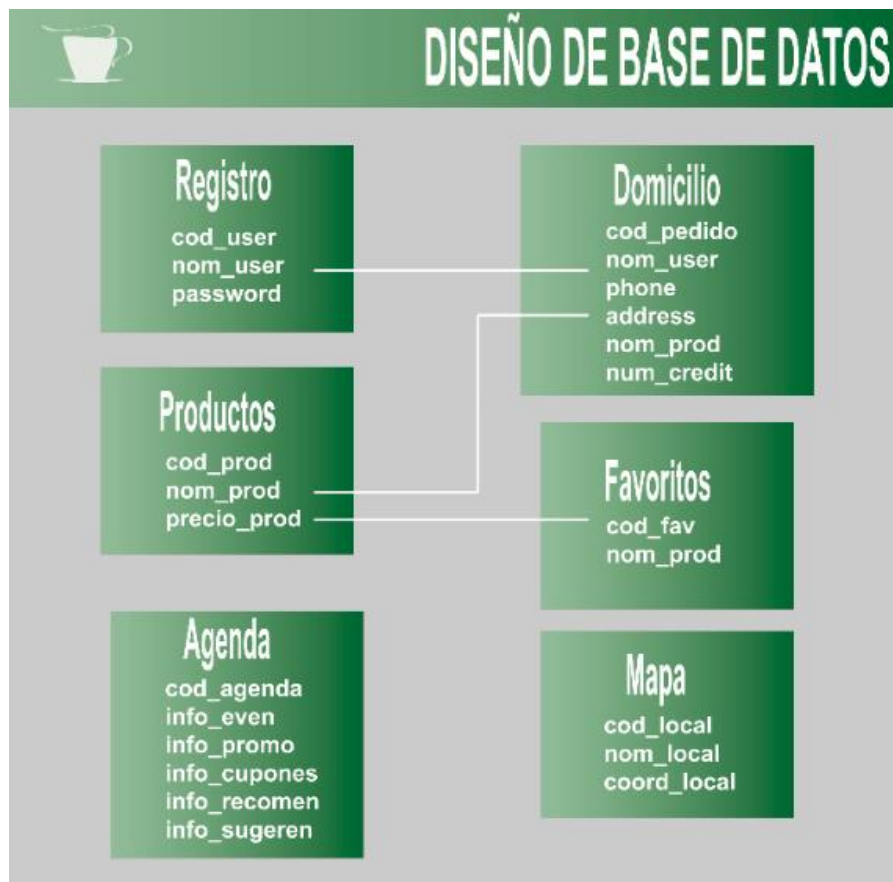 DISEÑO DE BASE DE DATOS
Registro
cod_user
nom_user
password
Domicilio
cod_pedido
nom_user
phone
address
nom_prod
num_credit
Productos
cod_prod
nom_prod
precio_prod
Favoritos
cod_fav
nom_prod
Agenda
cod_agenda
info_even
info_promo
info_cupones
info_recomen
info_sugeren
Mapa
cod_local
nom_local
coord_local